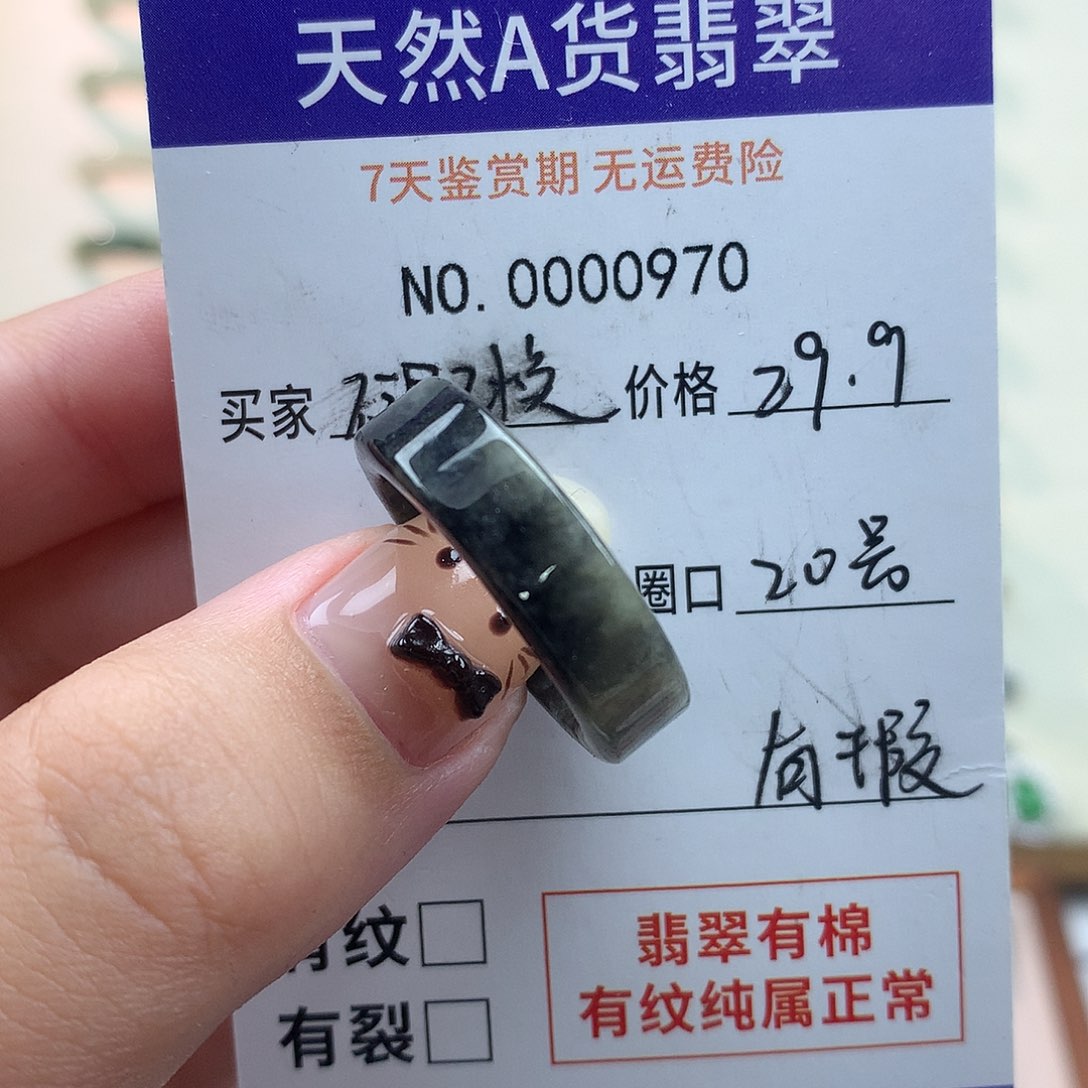 天然A货翡翠
7天鉴赏期 无运费险
NO. 0000970
买家 价格 29.9
圈口 20号
有瑕
有纹
有裂
翡翠有棉
有纹纯属正常